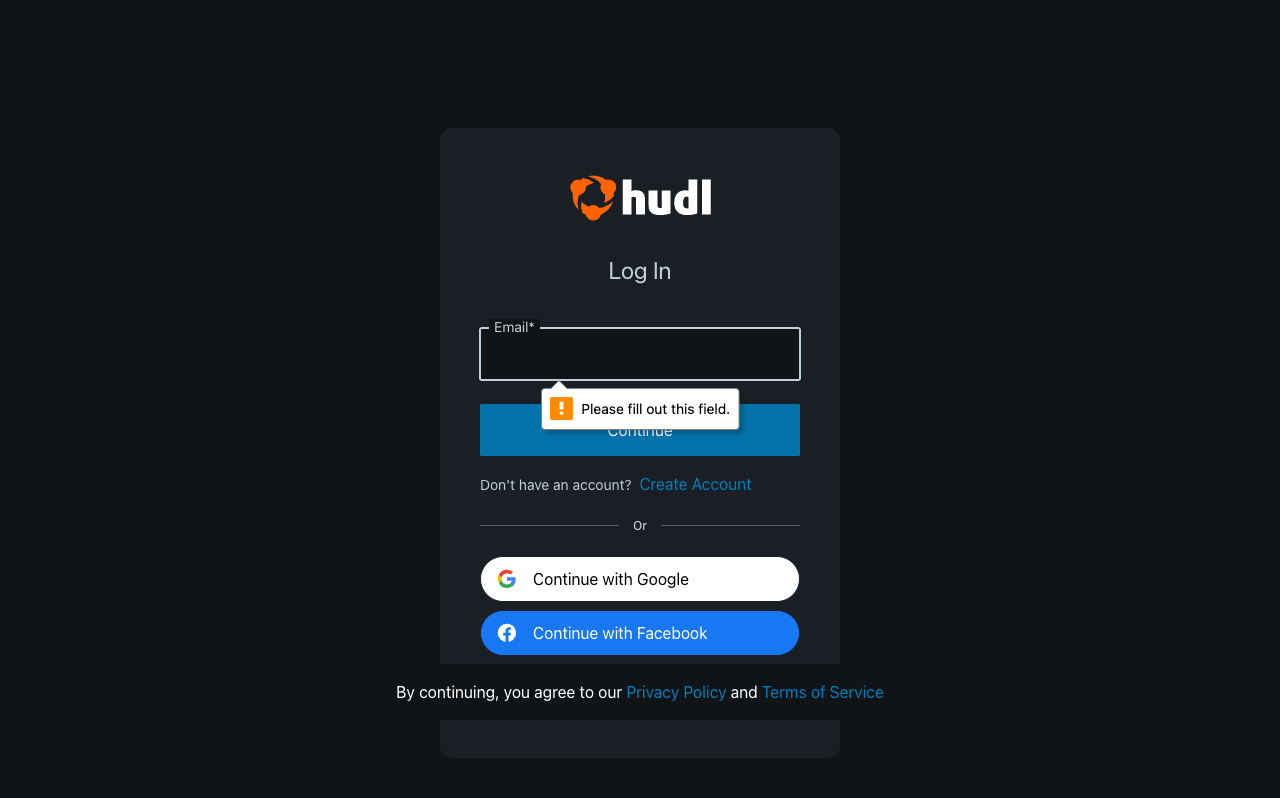 hudl
Log In
Email*
Please fill out this field.
Continue
Don't have an account? Create Account
Or
Continue with Google
Continue with Facebook
By continuing, you agree to our Privacy Policy and Terms of Service